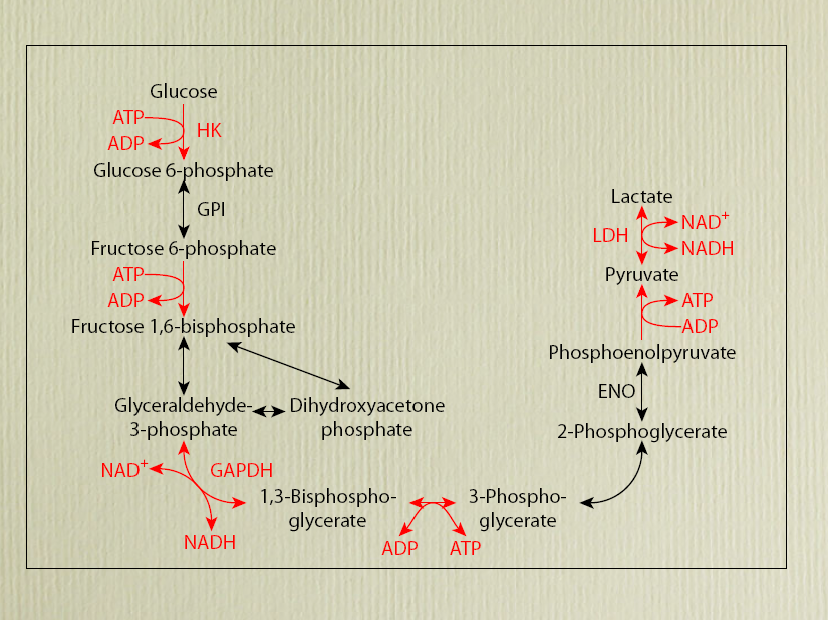 Glucose
ATP
HK
ADP
Glucose 6-phosphate
GPI
Fructose 6-phosphate
ATP
ADP
Fructose 1,6-bisphosphate
Glyceraldehyde-
3-phosphate
Dihydroxyacetone
phosphate
NAD+
GAPDH
NADH
1,3-Bisphospho-
glycerate
ADP
ATP
3-Phospho-
glycerate
2-Phosphoglycerate
ENO
Phosphoenolpyruvate
ATP
ADP
Pyruvate
LDH
NAD+
NADH
Lactate